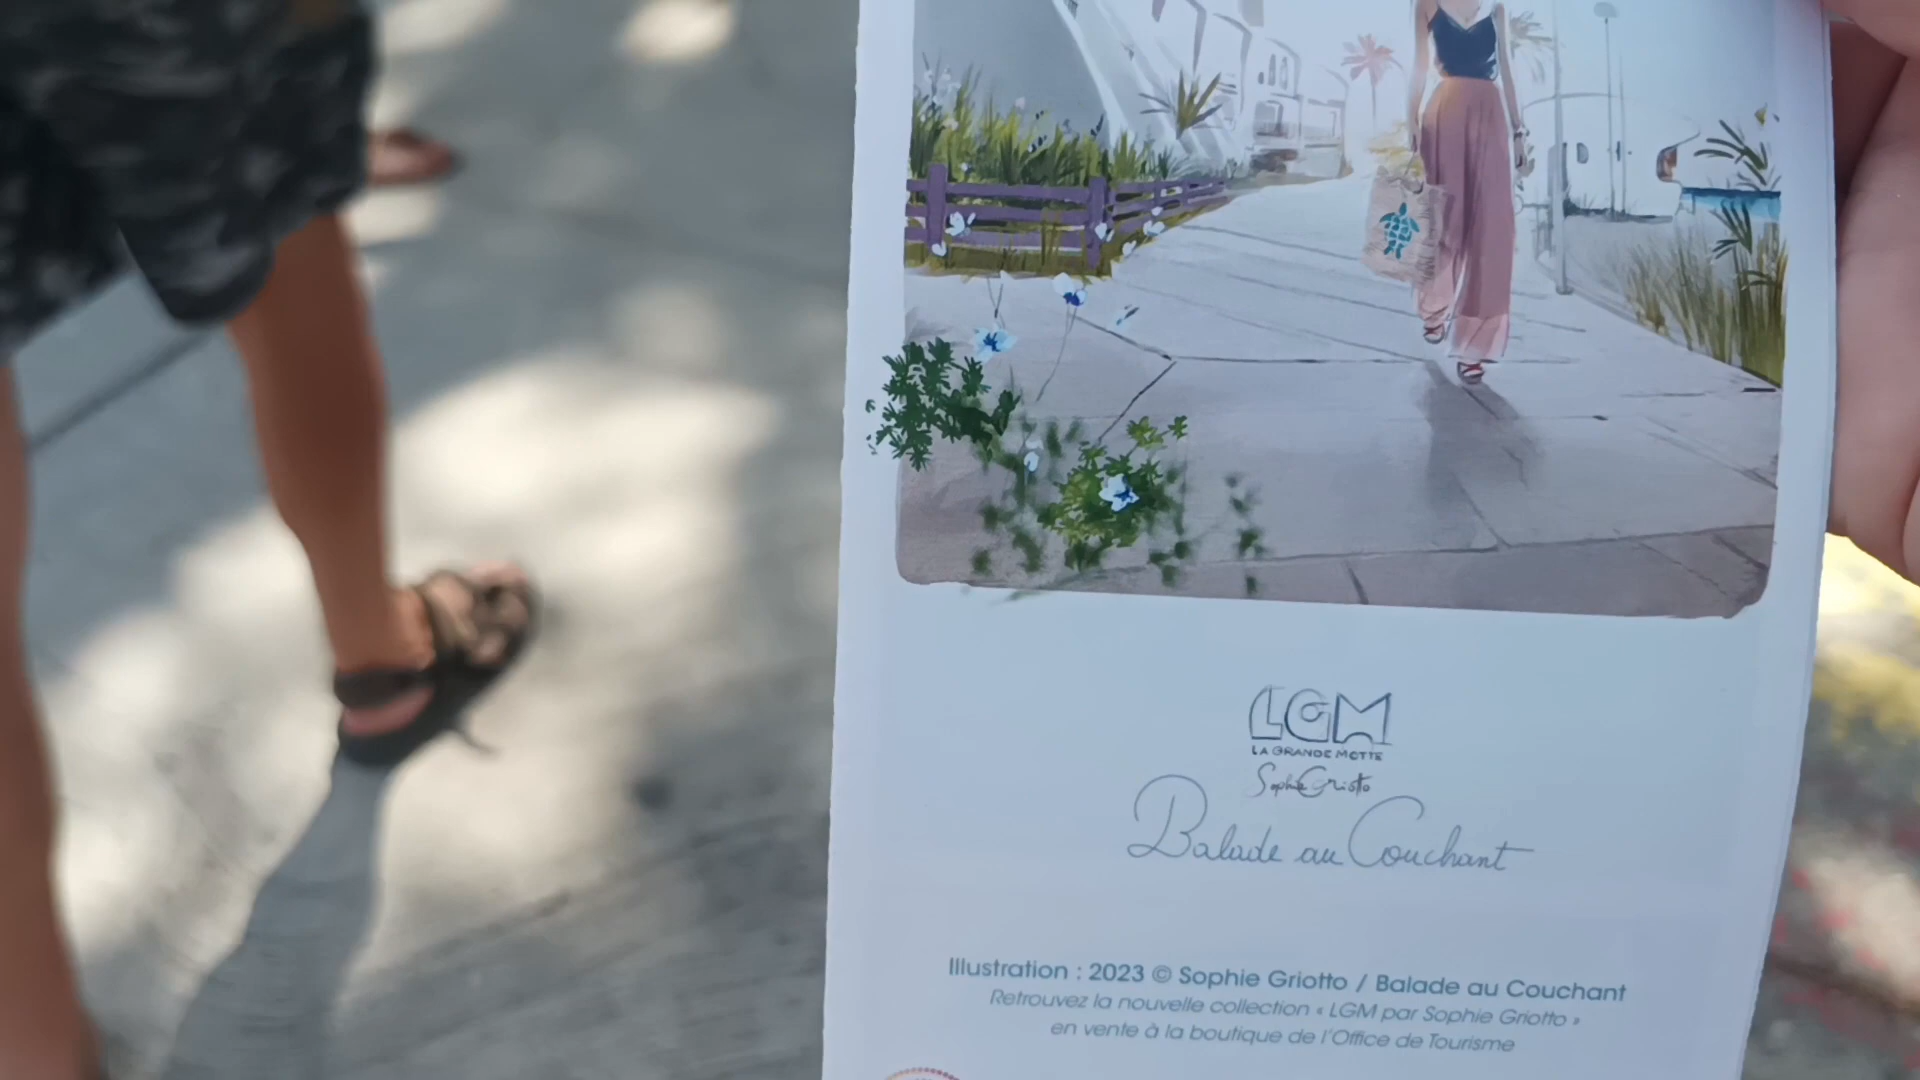 LGM
LA GRANDE MOTTE
Sophie Griotto
Balade au Couchant
Illustration : 2023 © Sophie Griotto / Balade au Couchant
Retrouvez la nouvelle collection « LGM par Sophie Griotto »
en vente à la boutique de l'Office de Tourisme